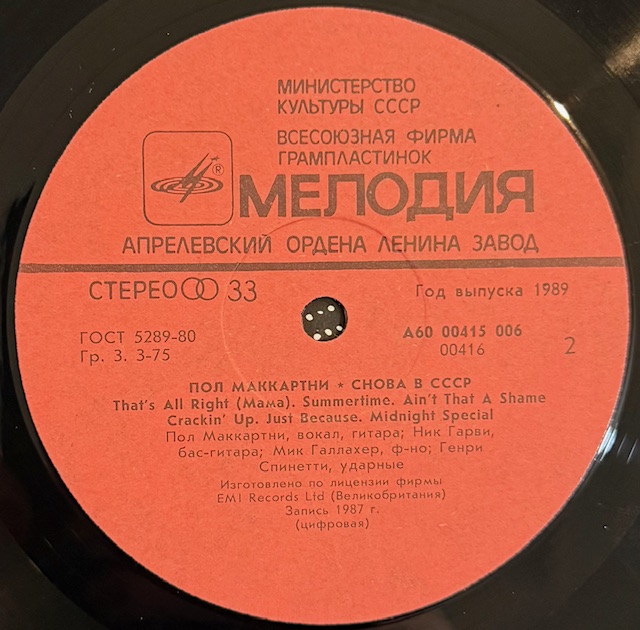 МИНИСТЕРСТВО
КУЛЬТУРЫ СССР
ВСЕСОЮЗНАЯ ФИРМА
ГРАМПЛАСТИНОК
®
МЕЛОДИЯ
АПРЕЛЕВСКИЙ ОРДЕНА ЛЕНИНА ЗАВОД
СТЕРЕО 33
Год выпуска 1989
ГОСТ 5289-80
Гр. 3. 3-75
А60 00415 006
00416
2
ПОЛ МАККАРТНИ ★ СНОВА В СССР
That's All Right (Мама). Summertime. Ain't That A Shame
Crackin' Up. Just Because. Midnight Special
Пол Маккартни, вокал, гитара; Ник Гарви,
бас-гитара; Мик Галлахер, ф-но; Генри
Спинетти, ударные
Изготовлено по лицензии фирмы
EMI Records Ltd (Великобритания)
Запись 1987 г.
(цифровая)